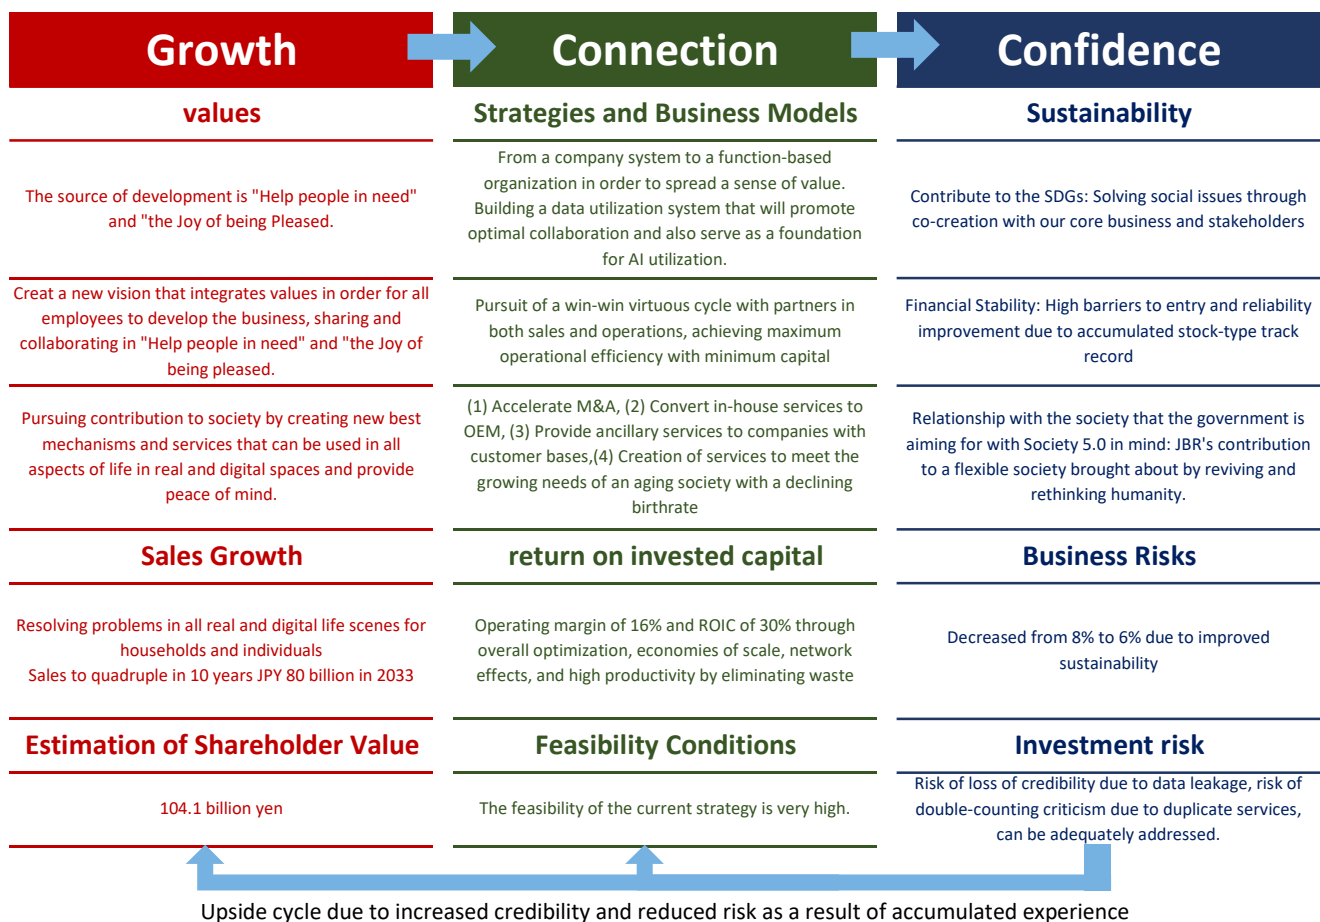 Growth
Connection
Confidence
values
The source of development is "Help people in need"
and "the Joy of being Pleased.
Creat a new vision that integrates values in order for all
employees to develop the business, sharing and
collaborating in "Help people in need" and "the Joy of
being pleased.
Pursuing contribution to society by creating new best
mechanisms and services that can be used in all
aspects of life in real and digital spaces and provide
peace of mind.
Sales Growth
Resolving problems in all real and digital life scenes for
households and individuals
Sales to quadruple in 10 years JPY 80 billion in 2033
Estimation of Shareholder Value
104.1 billion yen
Strategies and Business Models
From a company system to a function-based
organization in order to spread a sense of value.
Building a data utilization system that will promote
optimal collaboration and also serve as a foundation
for AI utilization.
Pursuit of a win-win virtuous cycle with partners in
both sales and operations, achieving maximum
operational efficiency with minimum capital
(1) Accelerate M&A, (2) Convert in-house services to
OEM, (3) Provide ancillary services to companies with
customer bases,(4) Creation of services to meet the
growing needs of an aging society with a declining
birthrate
return on invested capital
Operating margin of 16% and ROIC of 30% through
overall optimization, economies of scale, network
effects, and high productivity by eliminating waste
Feasibility Conditions
The feasibility of the current strategy is very high.
Sustainability
Contribute to the SDGs: Solving social issues through
co-creation with our core business and stakeholders
Financial Stability: High barriers to entry and reliability
improvement due to accumulated stock-type track
record
Relationship with the society that the government is
aiming for with Society 5.0 in mind: JBR's contribution
to a flexible society brought about by reviving and
rethinking humanity.
Business Risks
Decreased from 8% to 6% due to improved
sustainability
Investment risk
Risk of loss of credibility due to data leakage, risk of
double-counting criticism due to duplicate services,
can be adequately addressed.
Upside cycle due to increased credibility and reduced risk as a result of accumulated experience